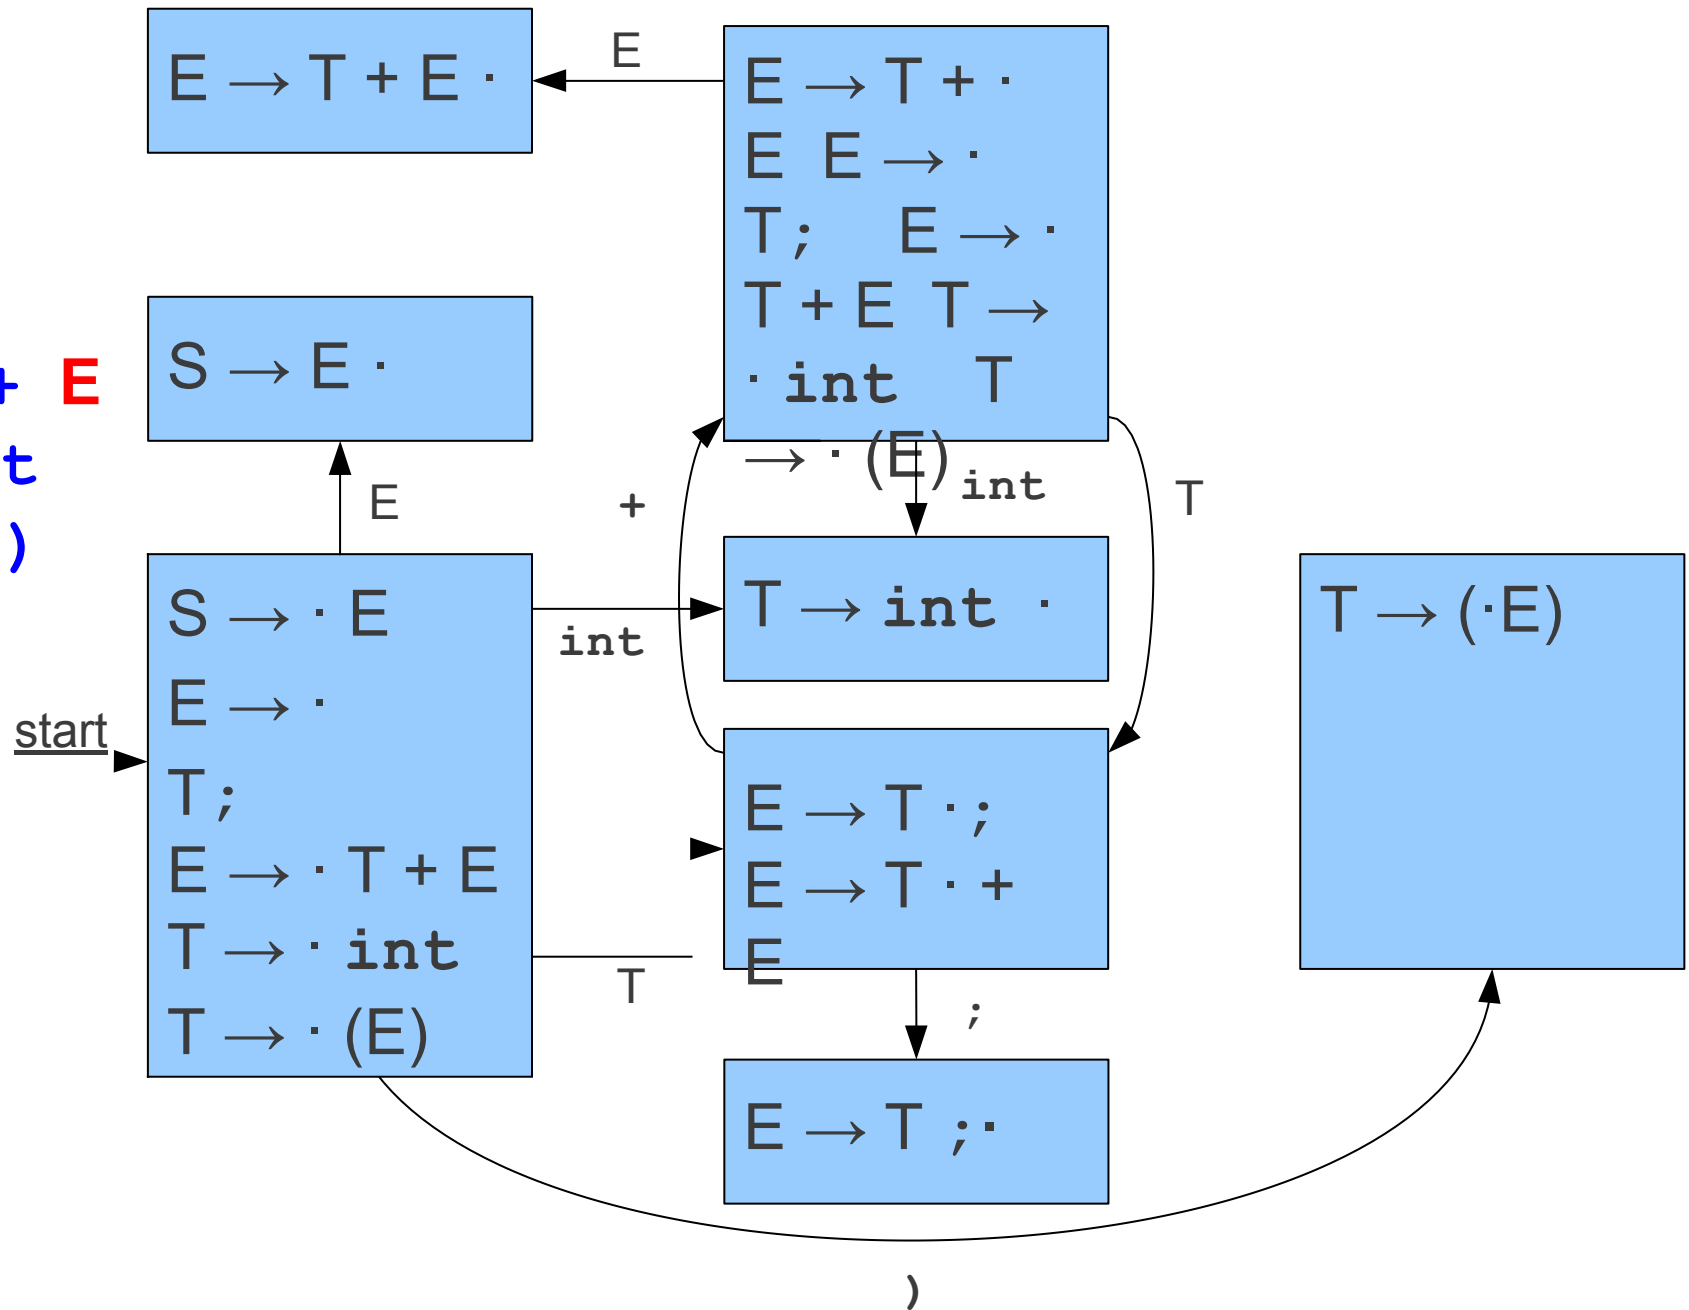 E → T + E ·
E
E → T + ·
E E → ·
T; E → ·
T + E T →
· int T
→ · (E)
S → E ·
+ E
t
)
E
+
int
T
S → · E
E → ·
T;
E → · T + E
T → · int
T → · (E)
start
int
T → int ·
T → (·E)
E → T ·;
E → T · +
E
T
;
E → T ;·
)